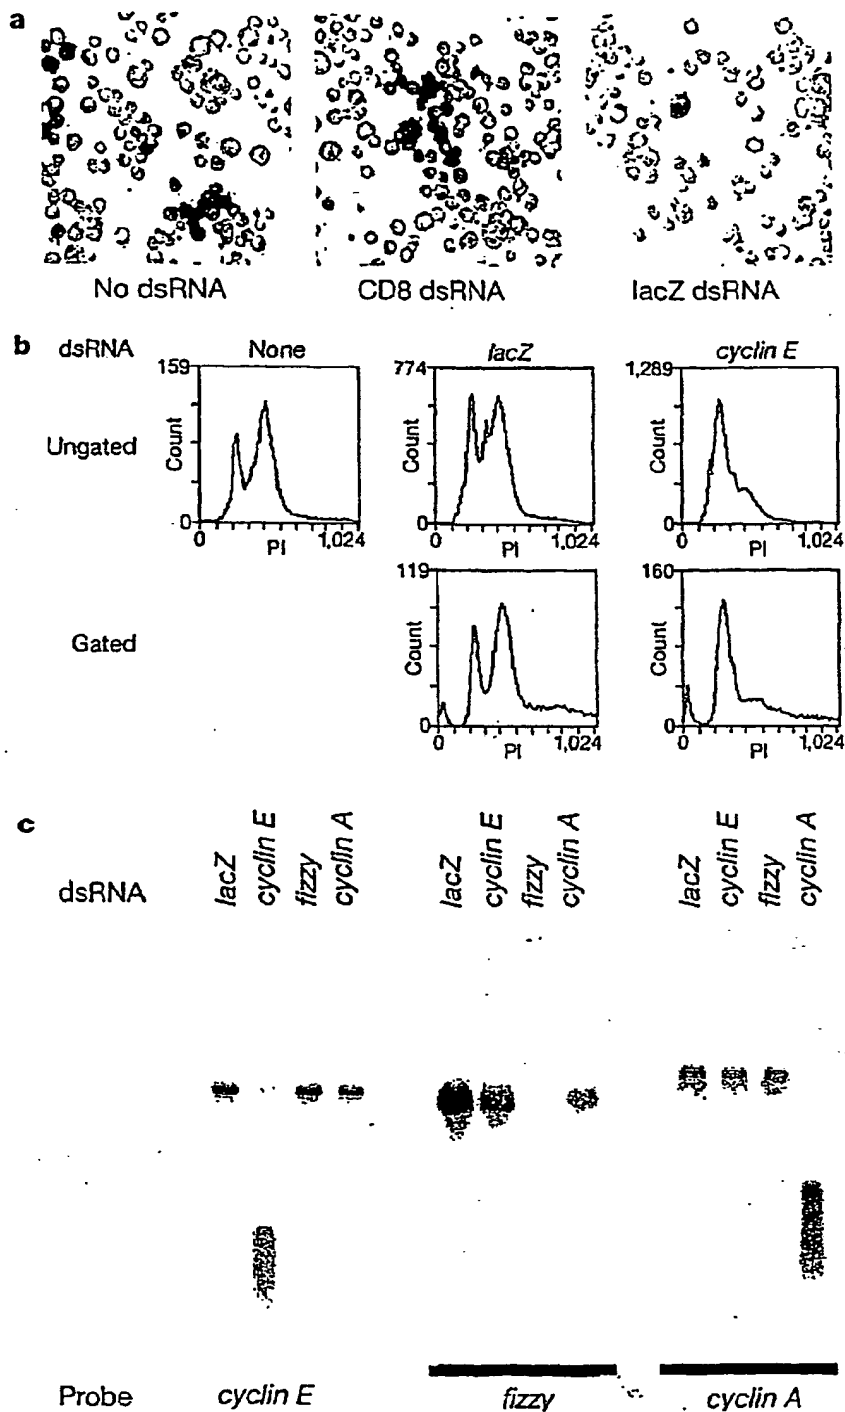 a
No dsRNA CD8 dsRNA lacZ dsRNA
b dsRNA None lacZ cyclin E
159 774 1,289
Ungated Count Count Count
0 0 0
0 PI 1,024 0 PI 1,024 0 PI 1,024
119 160
Gated Count Count
0 0
0 PI 1,024 0 PI 1,024
c
dsRNA lacZ cyclin E fizzy cyclin A lacZ cyclin E fizzy cyclin A lacZ cyclin E fizzy cyclin A
Probe cyclin E fizzy cyclin A